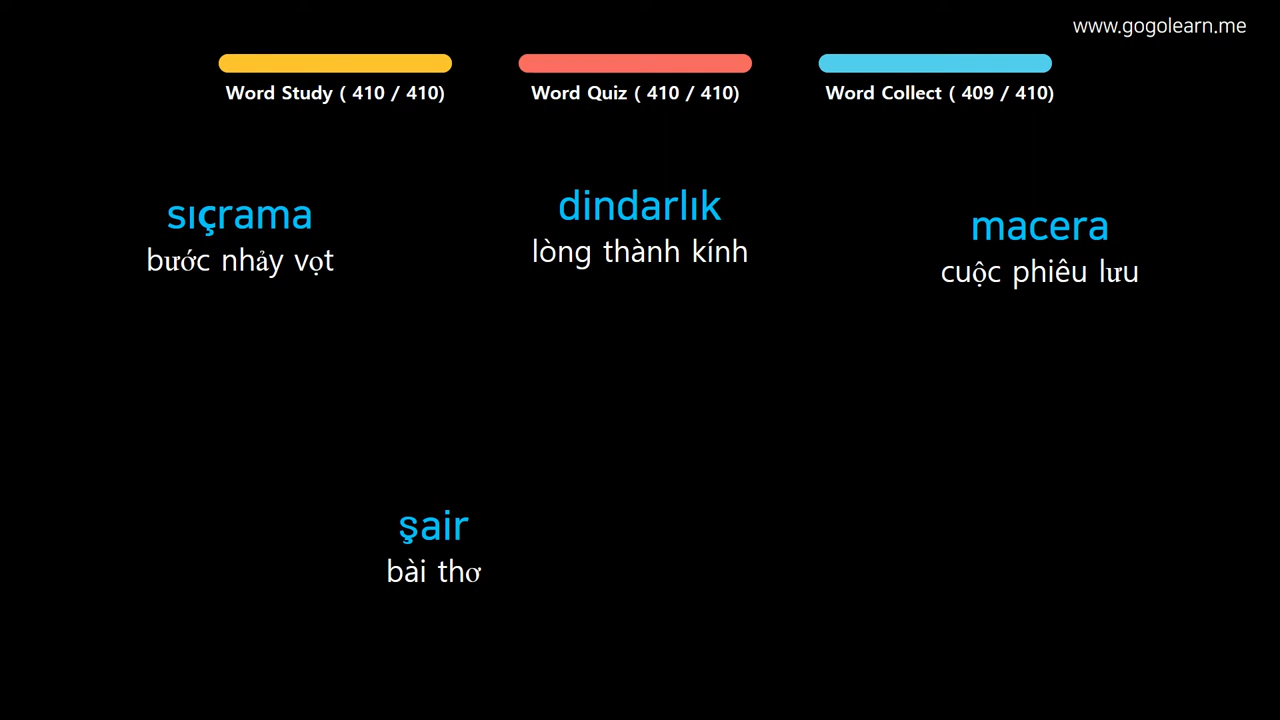 www.gogolearn.me
Word Study ( 410 / 410)
Word Quiz ( 410 / 410)
Word Collect ( 409 / 410)
sıçrama
bước nhảy vọt
dindarlık
lòng thành kính
macera
cuộc phiêu lưu
şair
bài thơ